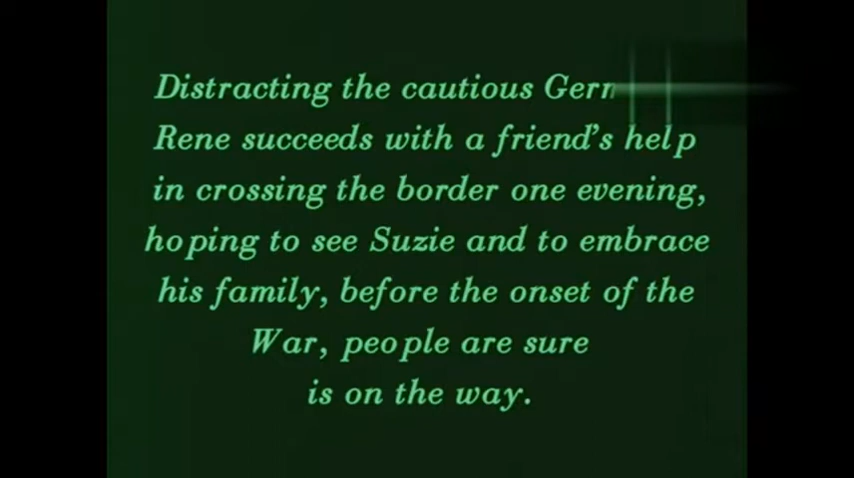 Distracting the cautious
Rene succeeds with a friend's help
in crossing the border one evening,
hoping to see Suzie and to embrace
his family, before the onset of the
War, people are sure
is on the way.